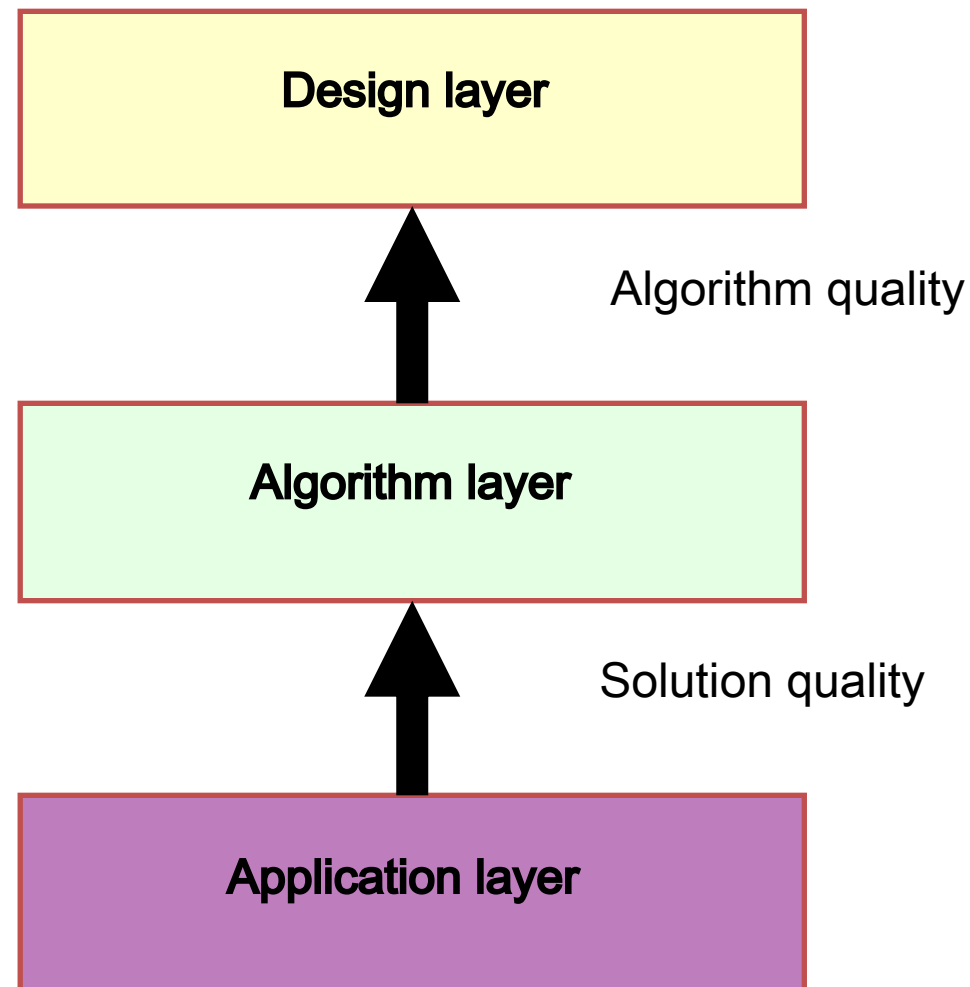 Design layer
Algorithm quality
Algorithm layer
Solution quality
Application layer